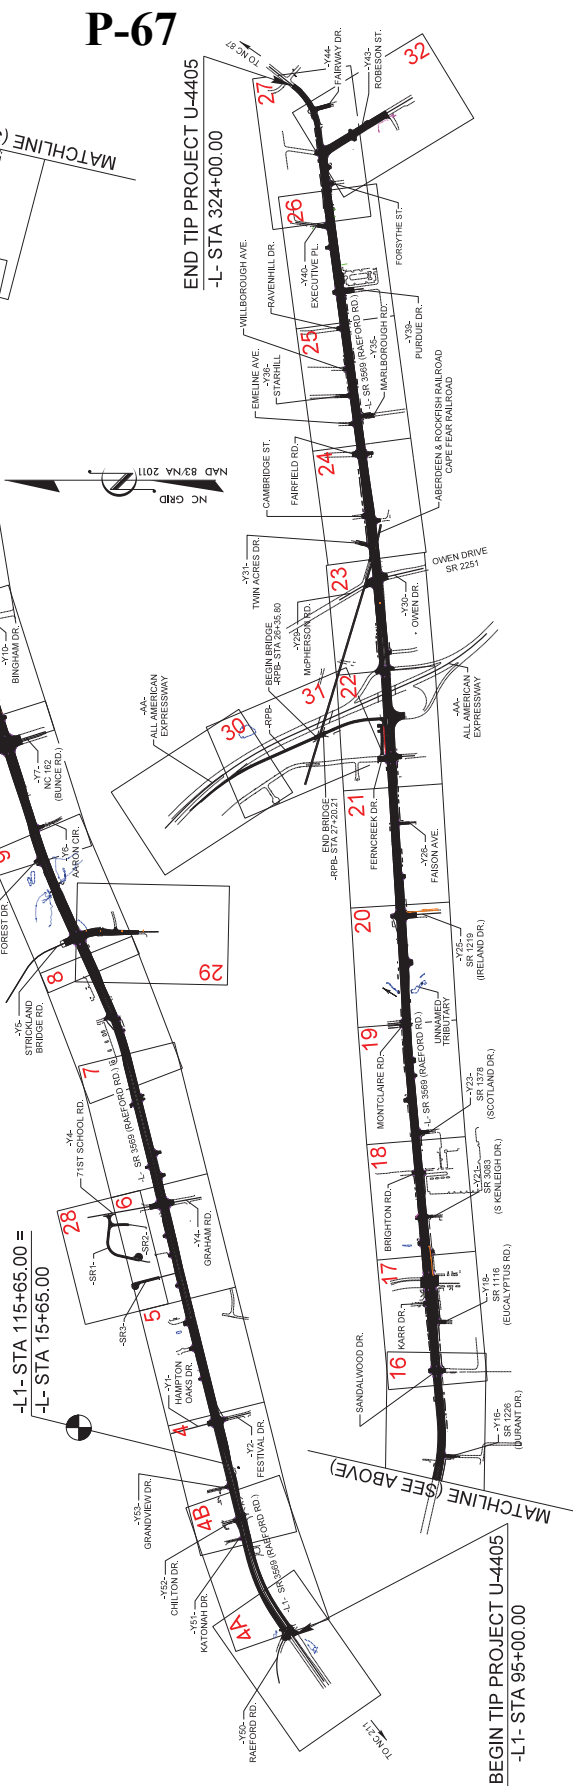 P-67
END TIP PROJECT U-4405
-L- STA 324+00.00
TO NC 87
-Y44-
FAIRWAY DR.
-Y43-
ROBESON ST.
32
27
MATCHLINE (
26
FORSYTHE ST.
-Y40-
EXECUTIVE PL.
RAVENHILL DR.
WILLBOROUGH AVE.
25
-Y39-
PURDUE DR.
-L- SR 3569 (RAEFORD RD.)
-Y35-
MARLBOROUGH RD.
EMELINE AVE.
-Y36-
STARHILL
24
FAIRFIELD RD.
CAMBRIDGE ST.
ABERDEEN & ROCKFISH RAILROAD
CAPE FEAR RAILROAD
NC GRID
NAD 83/NA 2011
-Y31-
TWIN ACRES DR.
23
OWEN DRIVE
SR 2251
-Y30-
OWEN DR.
-Y29-
McPHERSON RD.
BEGIN BRIDGE
-RPB- STA 26+35.80
22
31
30
-RPB-
-AA-
ALL AMERICAN
EXPRESSWAY
-AA-
ALL AMERICAN
EXPRESSWAY
END BRIDGE
-RPB- STA 27+20.21
21
FERNCREEK DR.
-Y26-
FAISON AVE.
20
-Y25-
SR 1219
(IRELAND DR.)
UNNAMED
TRIBUTARY
19
MONTCLAIRE RD.
-L- SR 3569 (RAEFORD RD.)
-Y23-
SR 1378
(SCOTLAND DR.)
18
BRIGHTON RD.
-Y21-
SR 3083
(S KENLEIGH DR.)
17
KARR DR.
-Y18-
SR 1116
(EUCALYPTUS RD.)
16
SANDALWOOD DR.
-Y16-
SR 1226
(DURANT DR.)
MATCHLINE (SEE ABOVE)
-Y10-
BINGHAM DR.
-Y7-
NC 162
(BUNCE RD.)
-Y6-
AARON CIR.
9
FOREST DR.
8
29
-Y5-
STRICKLAND
BRIDGE RD.
7
-L- SR 3569 (RAEFORD RD.)
-Y4-
71ST SCHOOL RD.
6
28
-SR1-
-SR2-
-SR3-
-Y4-
GRAHAM RD.
5
-L1- STA 115+65.00 =
-L- STA 15+65.00
-Y1-
HAMPTON
OAKS DR.
4
-Y2-
FESTIVAL DR.
-Y53-
GRANDVIEW DR.
4B
-Y52-
CHILTON DR.
-Y51-
KATONAH DR.
-L1- SR 3569 (RAEFORD RD.)
4A
-Y50-
RAEFORD RD.
TO NC 211
BEGIN TIP PROJECT U-4405
-L1- STA 95+00.00